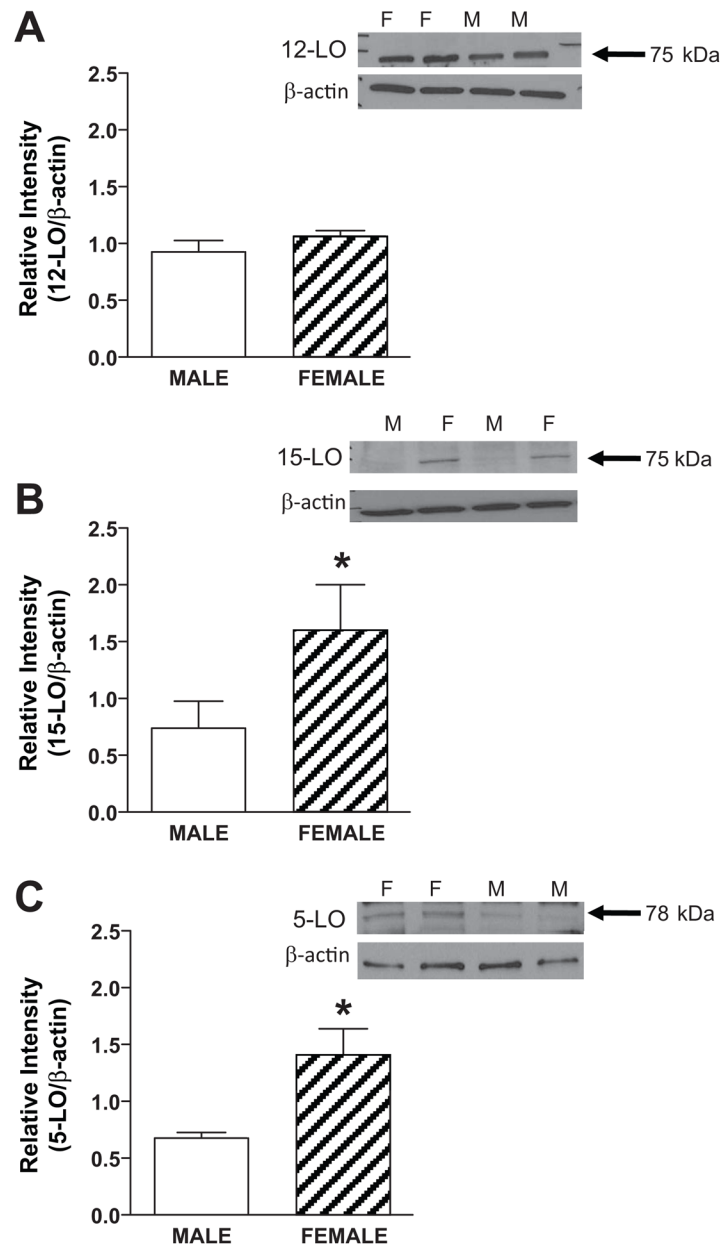 A
F F M M
12-LO
75 kDa
β-actin
Relative Intensity
(12-LO/β-actin)
2.5
2.0
1.5
1.0
0.5
0.0
MALE FEMALE
M F M F
15-LO
75 kDa
B
β-actin
Relative Intensity
(15-LO/β-actin)
2.5
2.0
1.5
1.0
0.5
0.0
*
MALE FEMALE
C
F F M M
5-LO
78 kDa
β-actin
Relative Intensity
(5-LO/β-actin)
2.5
2.0
1.5
1.0
0.5
0.0
*
MALE FEMALE